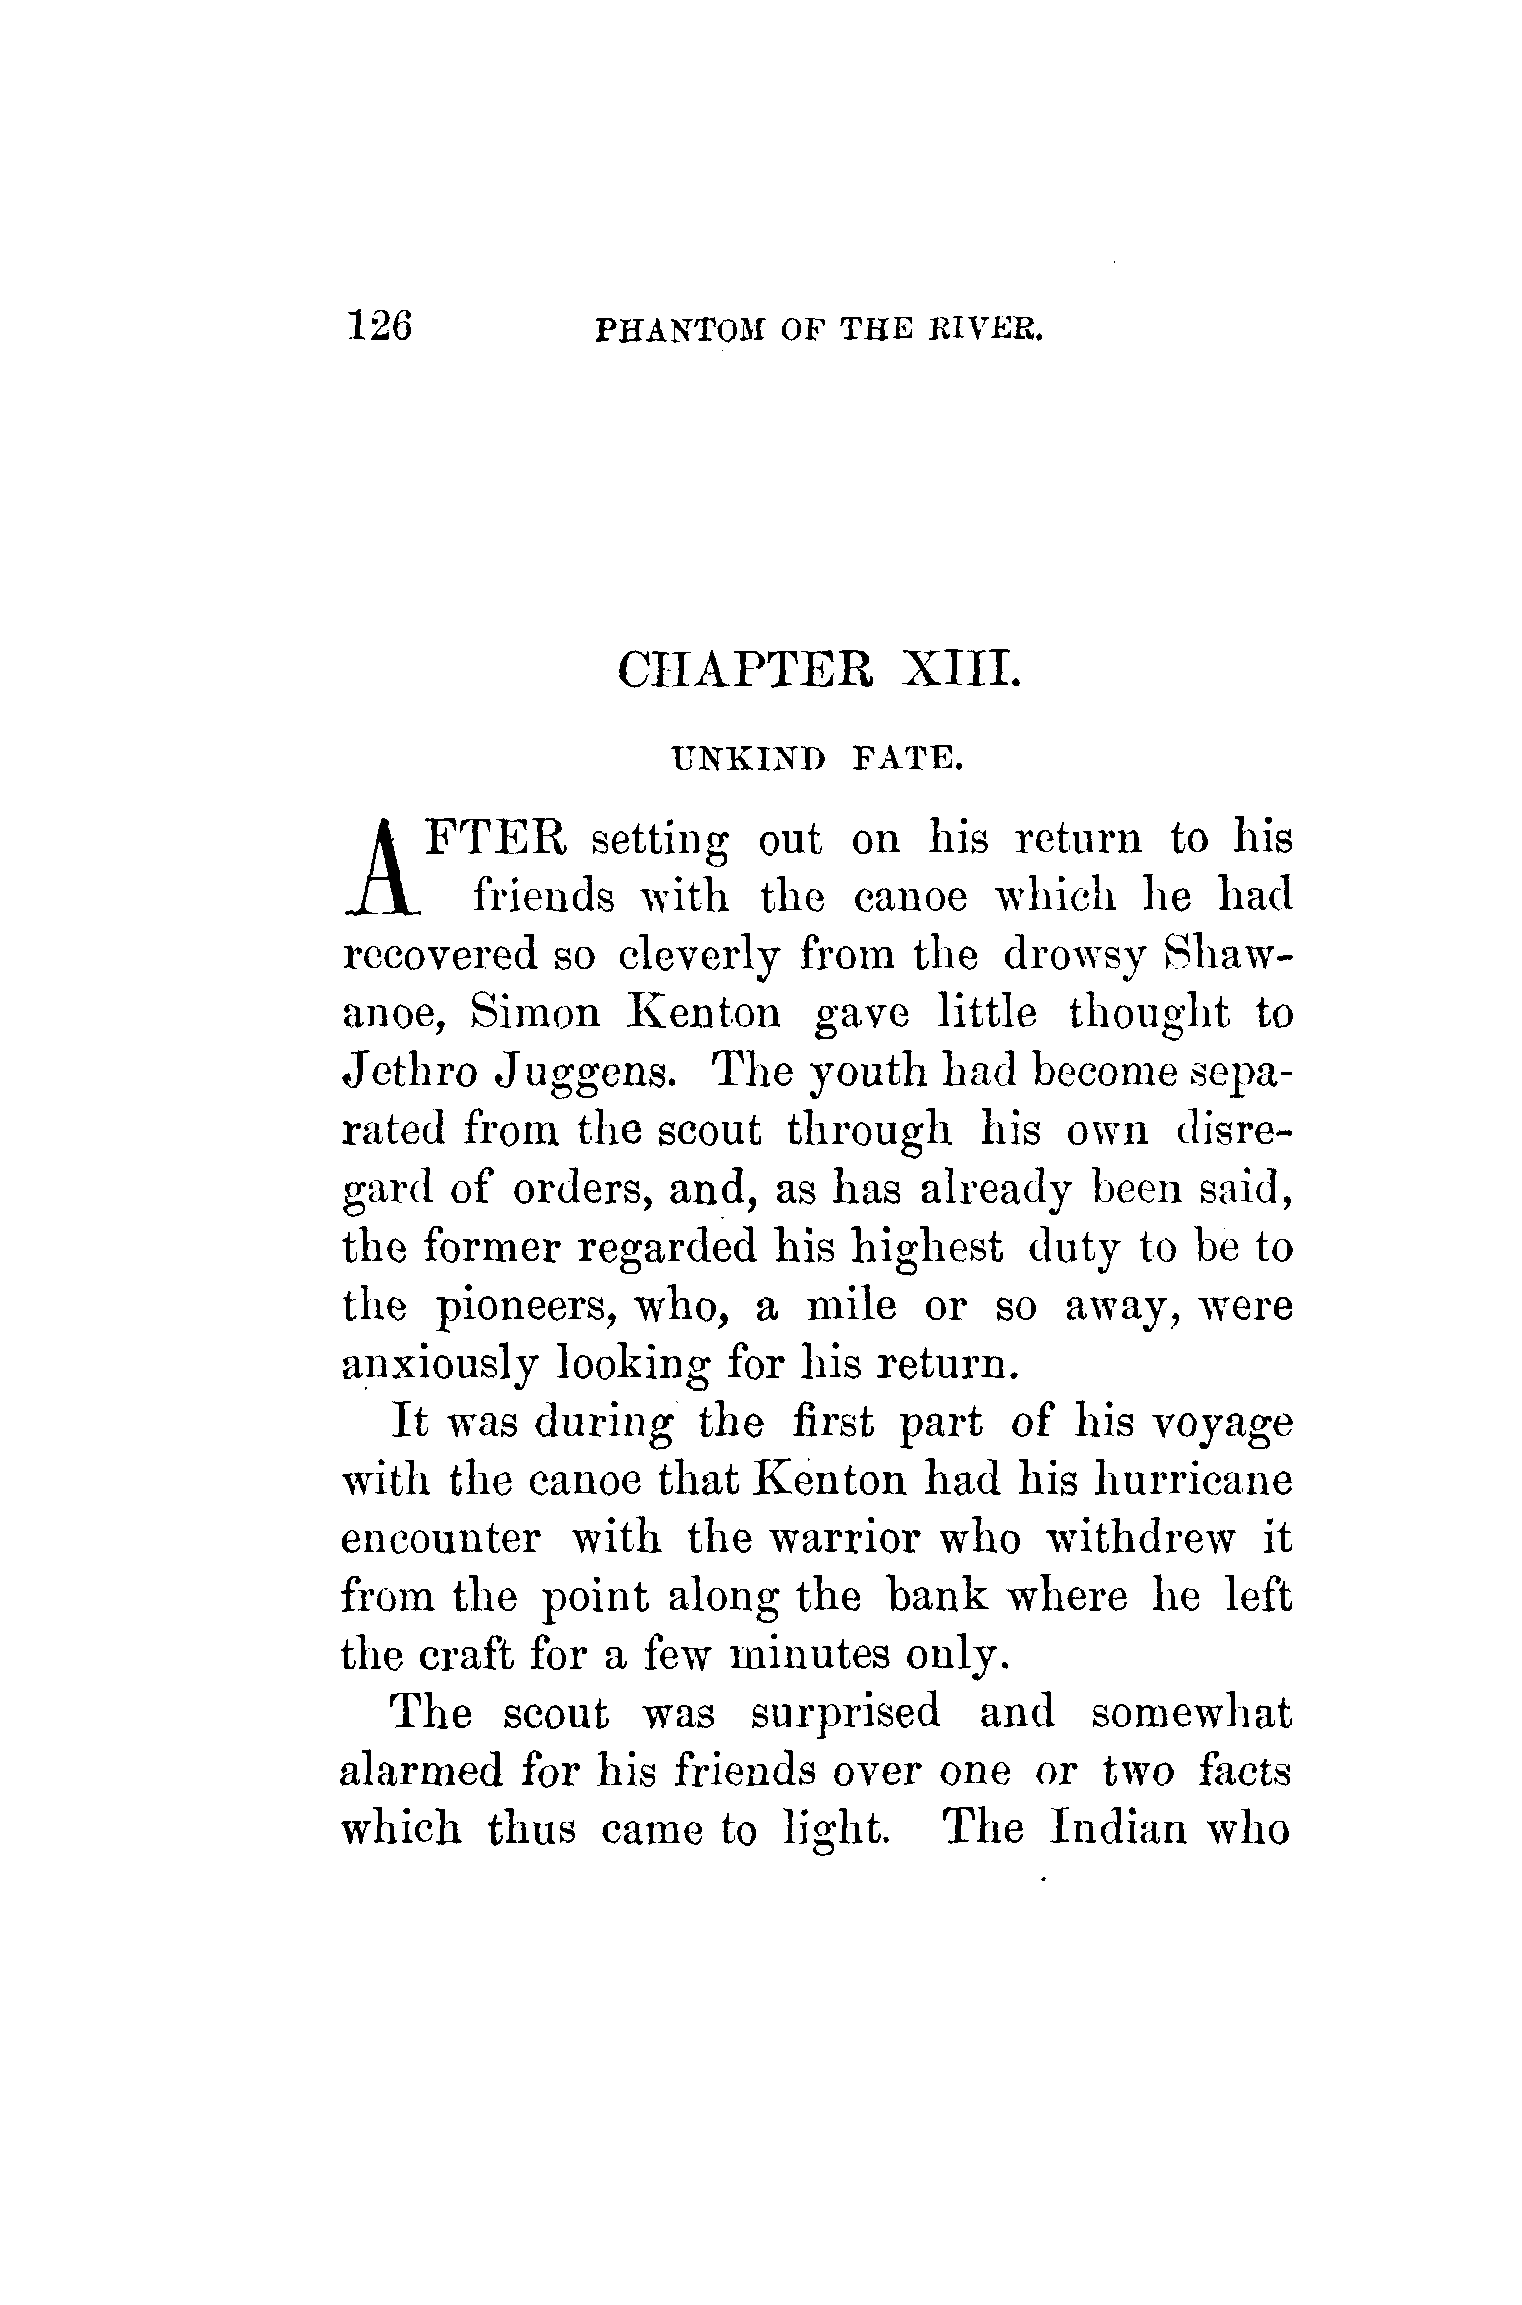 126 PHANTOM OF THE RIVER.
CHAPTER XIII.
UNKIND FATE.
AFTER setting out on his return to his
friends with the canoe which he had
recovered so cleverly from the drowsy Shaw-
anoe, Simon Kenton gave little thought to
Jethro Juggens. The youth had become sepa-
rated from the scout through his own disre-
gard of orders, and, as has already been said,
the former regarded his highest duty to be to
the pioneers, who, a mile or so away, were
anxiously looking for his return.
It was during the first part of his voyage
with the canoe that Kenton had his hurricane
encounter with the warrior who withdrew it
from the point along the bank where he left
the craft for a few minutes only.
The scout was surprised and somewhat
alarmed for his friends over one or two facts
which thus came to light. The Indian who